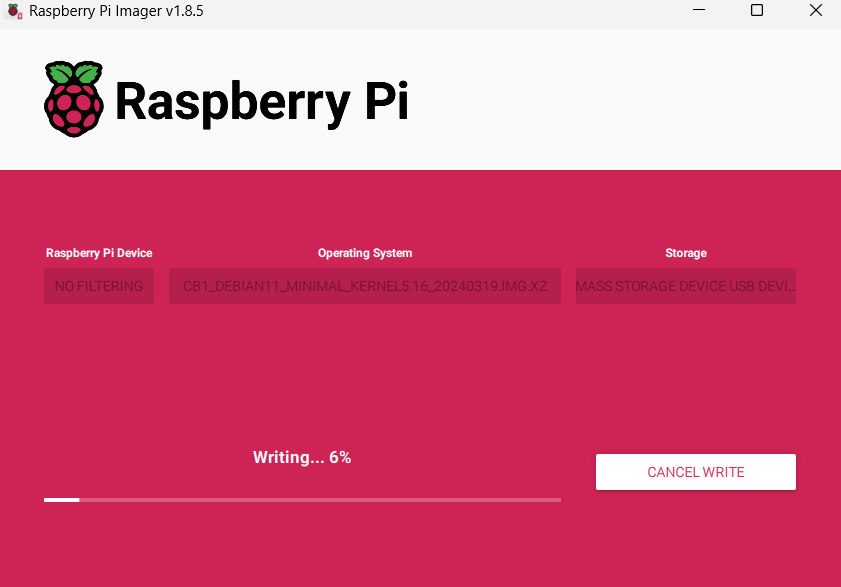 Raspberry Pi Imager v1.8.5
Raspberry Pi
Raspberry Pi Device
Operating System
Storage
NO FILTERING
CB1_DEBIAN11_MINIMAL_KERNEL5.16_20240319.IMG.XZ
MASS STORAGE DEVICE USB DEVI...
Writing... 6%
CANCEL WRITE